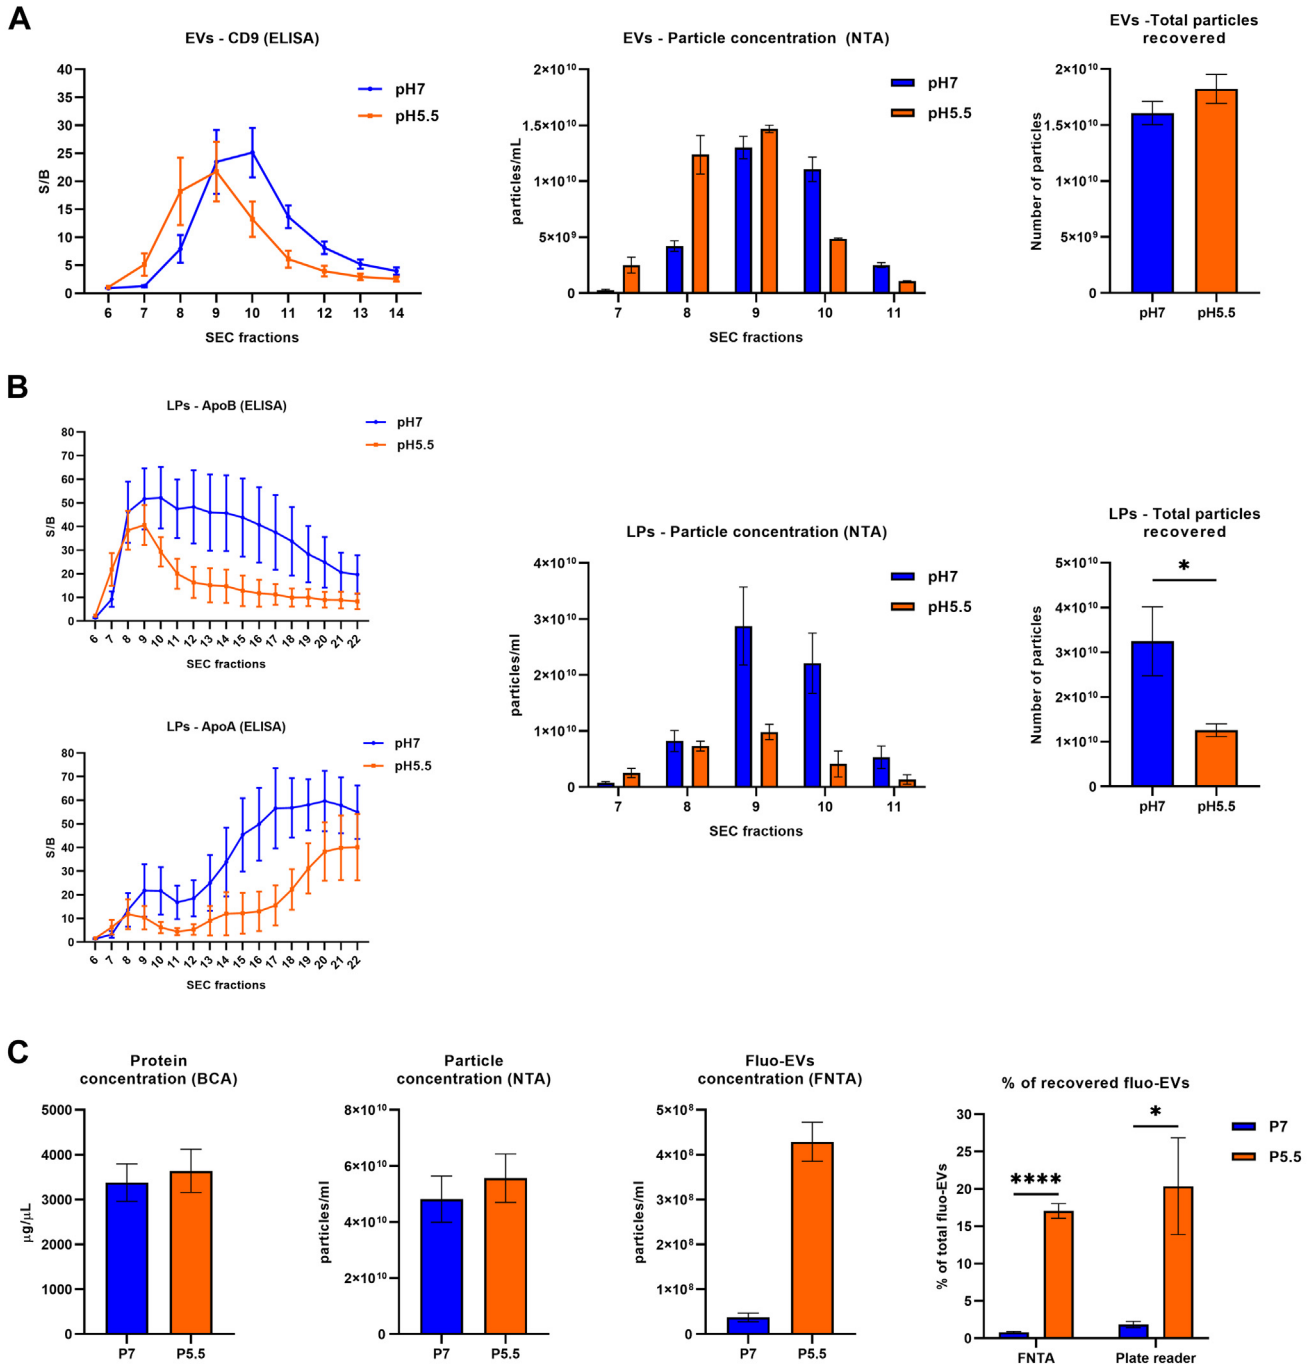 A
EVs - CD9 (ELISA)
40
35
30
25
20
15
10
5
0
S/B
6 7 8 9 10 11 12 13 14
SEC fractions
pH7
pH5.5
EVs - Particle concentration (NTA)
2×10¹⁰
1.5×10¹⁰
1×10¹⁰
5×10⁹
0
particles/mL
7 8 9 10 11
SEC fractions
pH7
pH5.5
EVs -Total particles
recovered
2×10¹⁰
1.5×10¹⁰
1×10¹⁰
5×10⁹
0
Number of particles
pH7 pH5.5
B
LPs - ApoB (ELISA)
80
70
60
50
40
30
20
10
0
S/B
6 7 8 9 10 11 12 13 14 15 16 17 18 19 20 21 22
SEC fractions
pH7
pH5.5
LPs - ApoA (ELISA)
80
70
60
50
40
30
20
10
0
S/B
6 7 8 9 10 11 12 13 14 15 16 17 18 19 20 21 22
SEC fractions
pH7
pH5.5
LPs - Particle concentration (NTA)
4×10¹⁰
3×10¹⁰
2×10¹⁰
1×10¹⁰
0
particles/ml
7 8 9 10 11
SEC fractions
pH7
pH5.5
LPs - Total particles
recovered
5×10¹⁰
4×10¹⁰
3×10¹⁰
2×10¹⁰
1×10¹⁰
0
Number of particles
*
pH7 pH5.5
C
Protein
concentration (BCA)
5000
4000
3000
2000
1000
0
µg/µL
P7 P5.5
Particle
concentration (NTA)
8×10¹⁰
6×10¹⁰
4×10¹⁰
2×10¹⁰
0
particles/ml
P7 P5.5
Fluo-EVs
concentration (FNTA)
5×10⁸
4×10⁸
3×10⁸
2×10⁸
1×10⁸
0
particles/ml
P7 P5.5
% of recovered fluo-EVs
30
25
20
15
10
5
0
% of total fluo-EVs
****
*
FNTA Plate reader
P7
P5.5